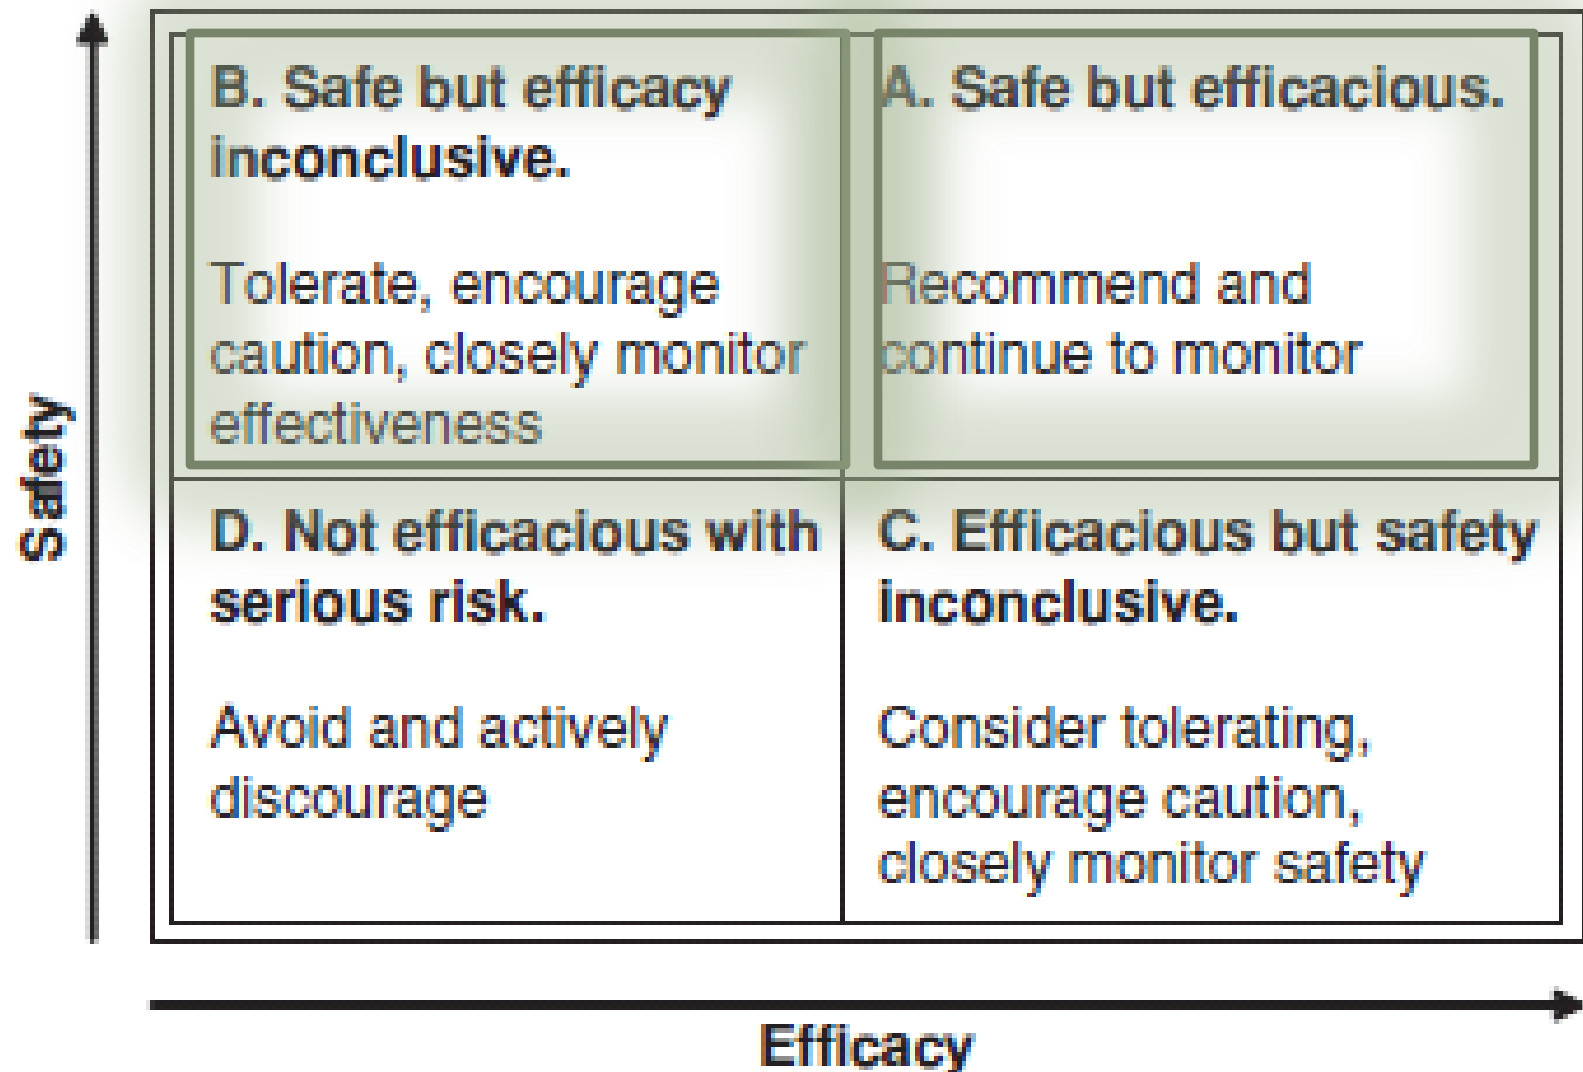 B. Safe but efficacy
inconclusive.
Tolerate, encourage
caution, closely monitor
effectiveness
A. Safe but efficacious.
Recommend and
continue to monitor
D. Not efficacious with
serious risk.
Avoid and actively
discourage
C. Efficacious but safety
inconclusive.
Consider tolerating,
encourage caution,
closely monitor safety
Safety
Efficacy